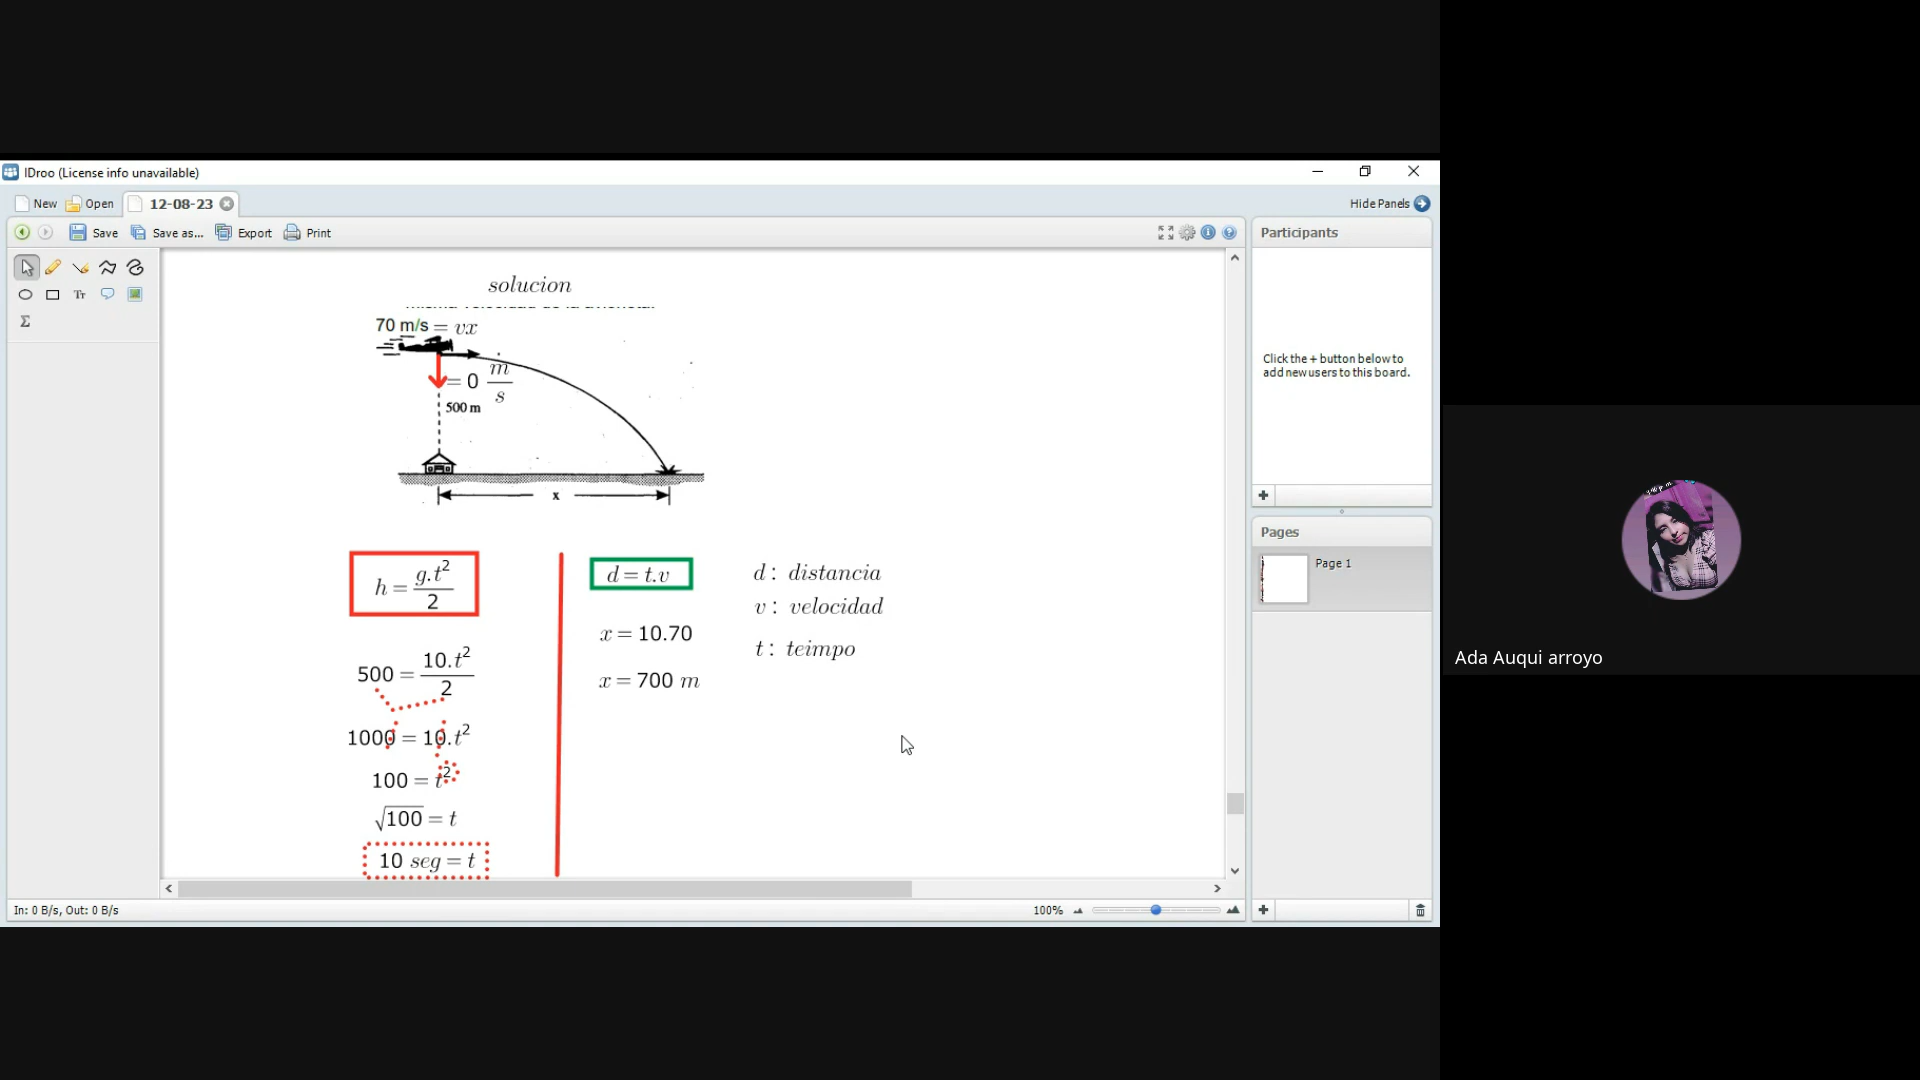 IDroo (License info unavailable)
New Open 12-08-23 Hide Panels
Save Save as... Export Print
Participants
Click the + button below to
add new users to this board.
Pages
Page 1
solucion
70 m/s = vx
= 0 m/s
500 m
x
h = g.t²/2
500 = 10.t²/2
1000 = 10.t²
100 = t²
√100 = t
10 seg = t
d = t.v
x = 10.70
x = 700 m
d : distancia
v : velocidad
t : teimpo
In: 0 B/s, Out: 0 B/s
100%
Ada Auqui arroyo